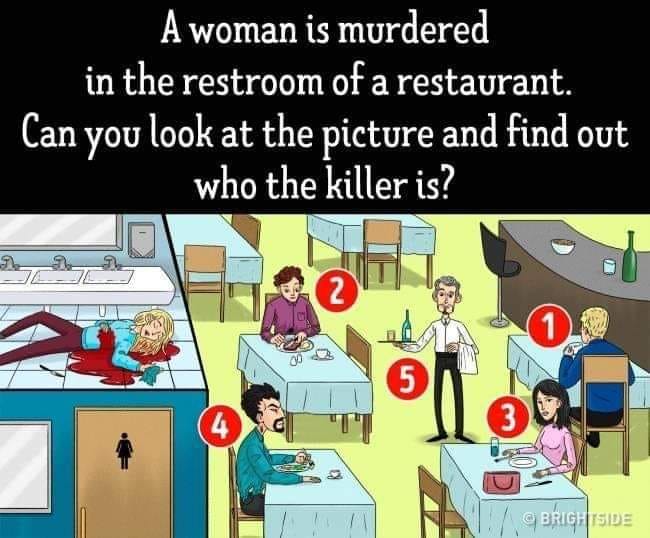 A woman is murdered
in the restroom of a restaurant.
Can you look at the picture and find out
who the killer is?
2
1
5
3
4
© BRIGHTSIDE